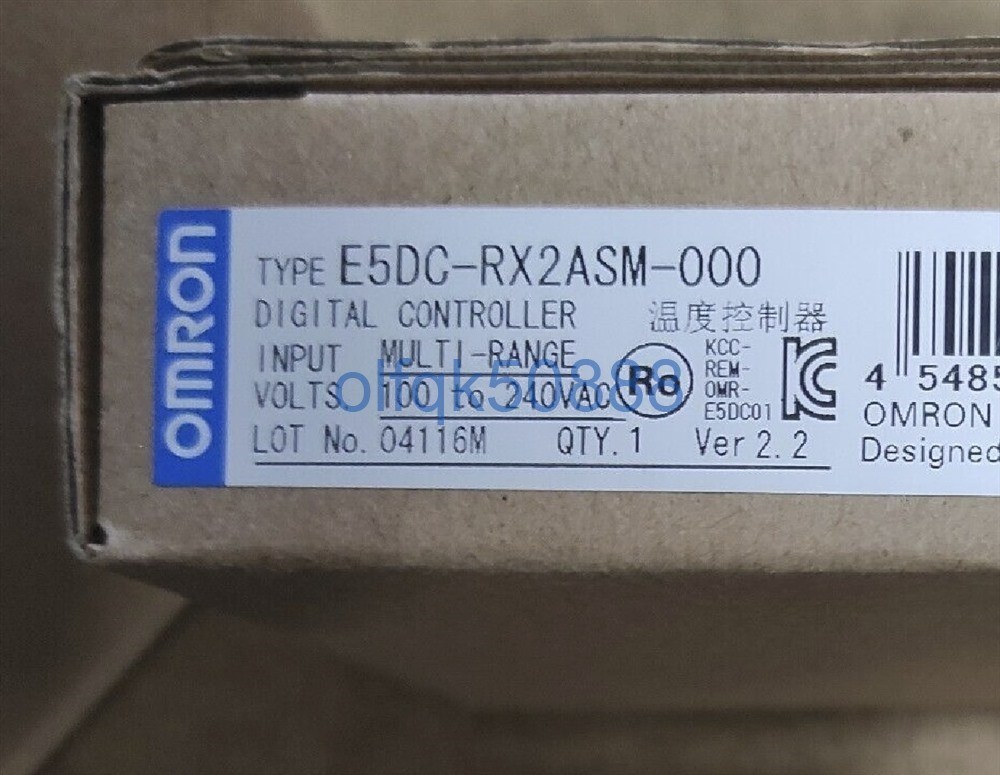 OMRON
TYPE E5DC-RX2ASM-000
DIGITAL CONTROLLER 温度控制器
INPUT MULTI-RANGE
VOLTS 100 to 240VAC
LOT No. 04116M QTY. 1 Ver 2.2
Ro
KCC-
REM-
OMR-
E5DC01
4 5485
OMRON
Designed